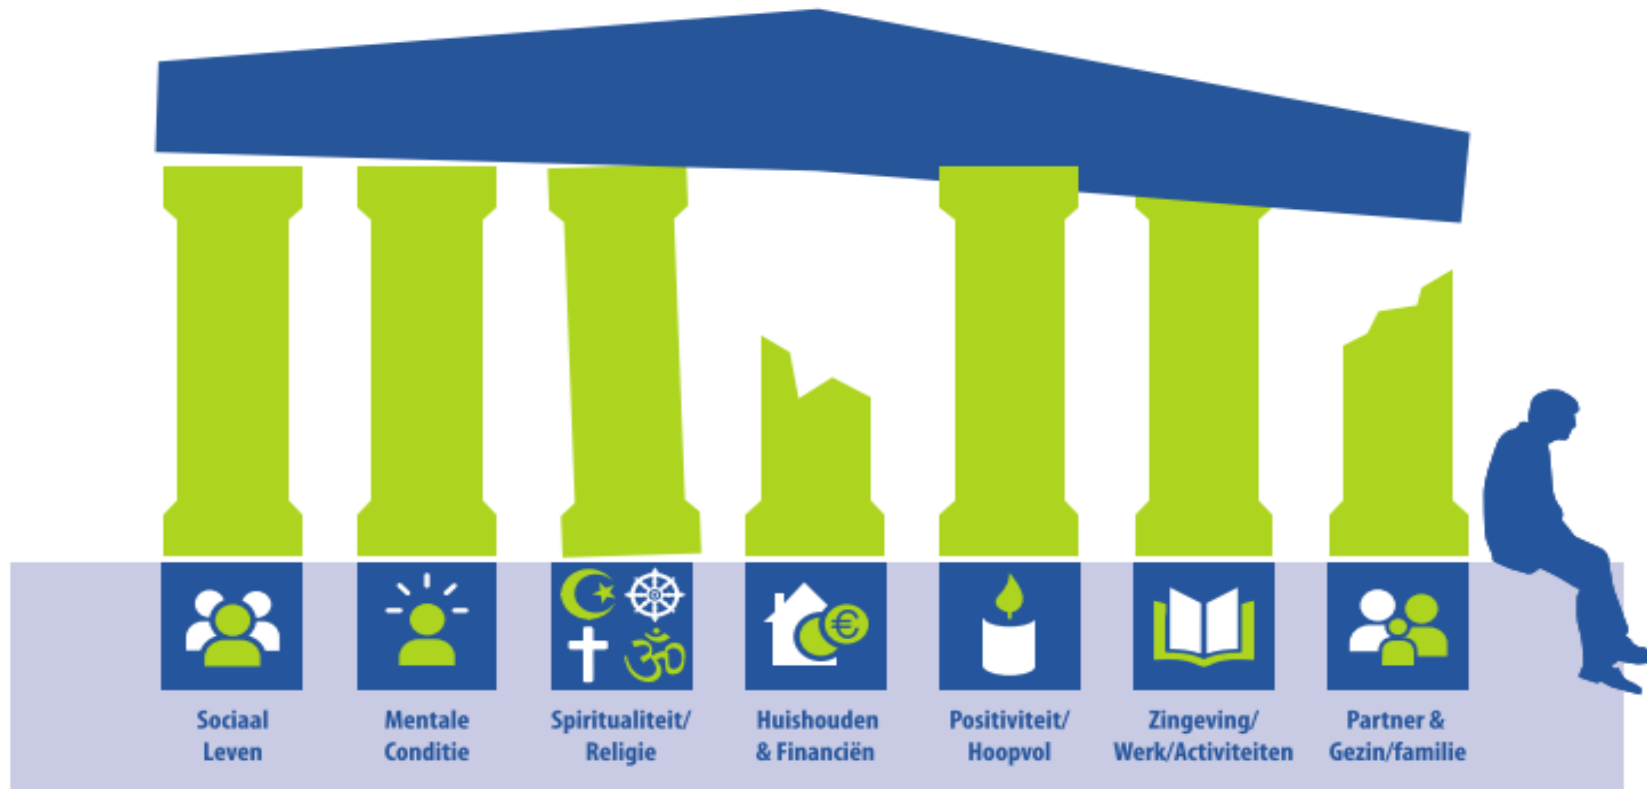 Sociaal
Leven
Mentale
Conditie
Spiritualiteit/
Religie
Huishouden
& Financiën
€
Positiviteit/
Hoopvol
Zingeving/
Werk/Activiteiten
Partner &
Gezin/familie